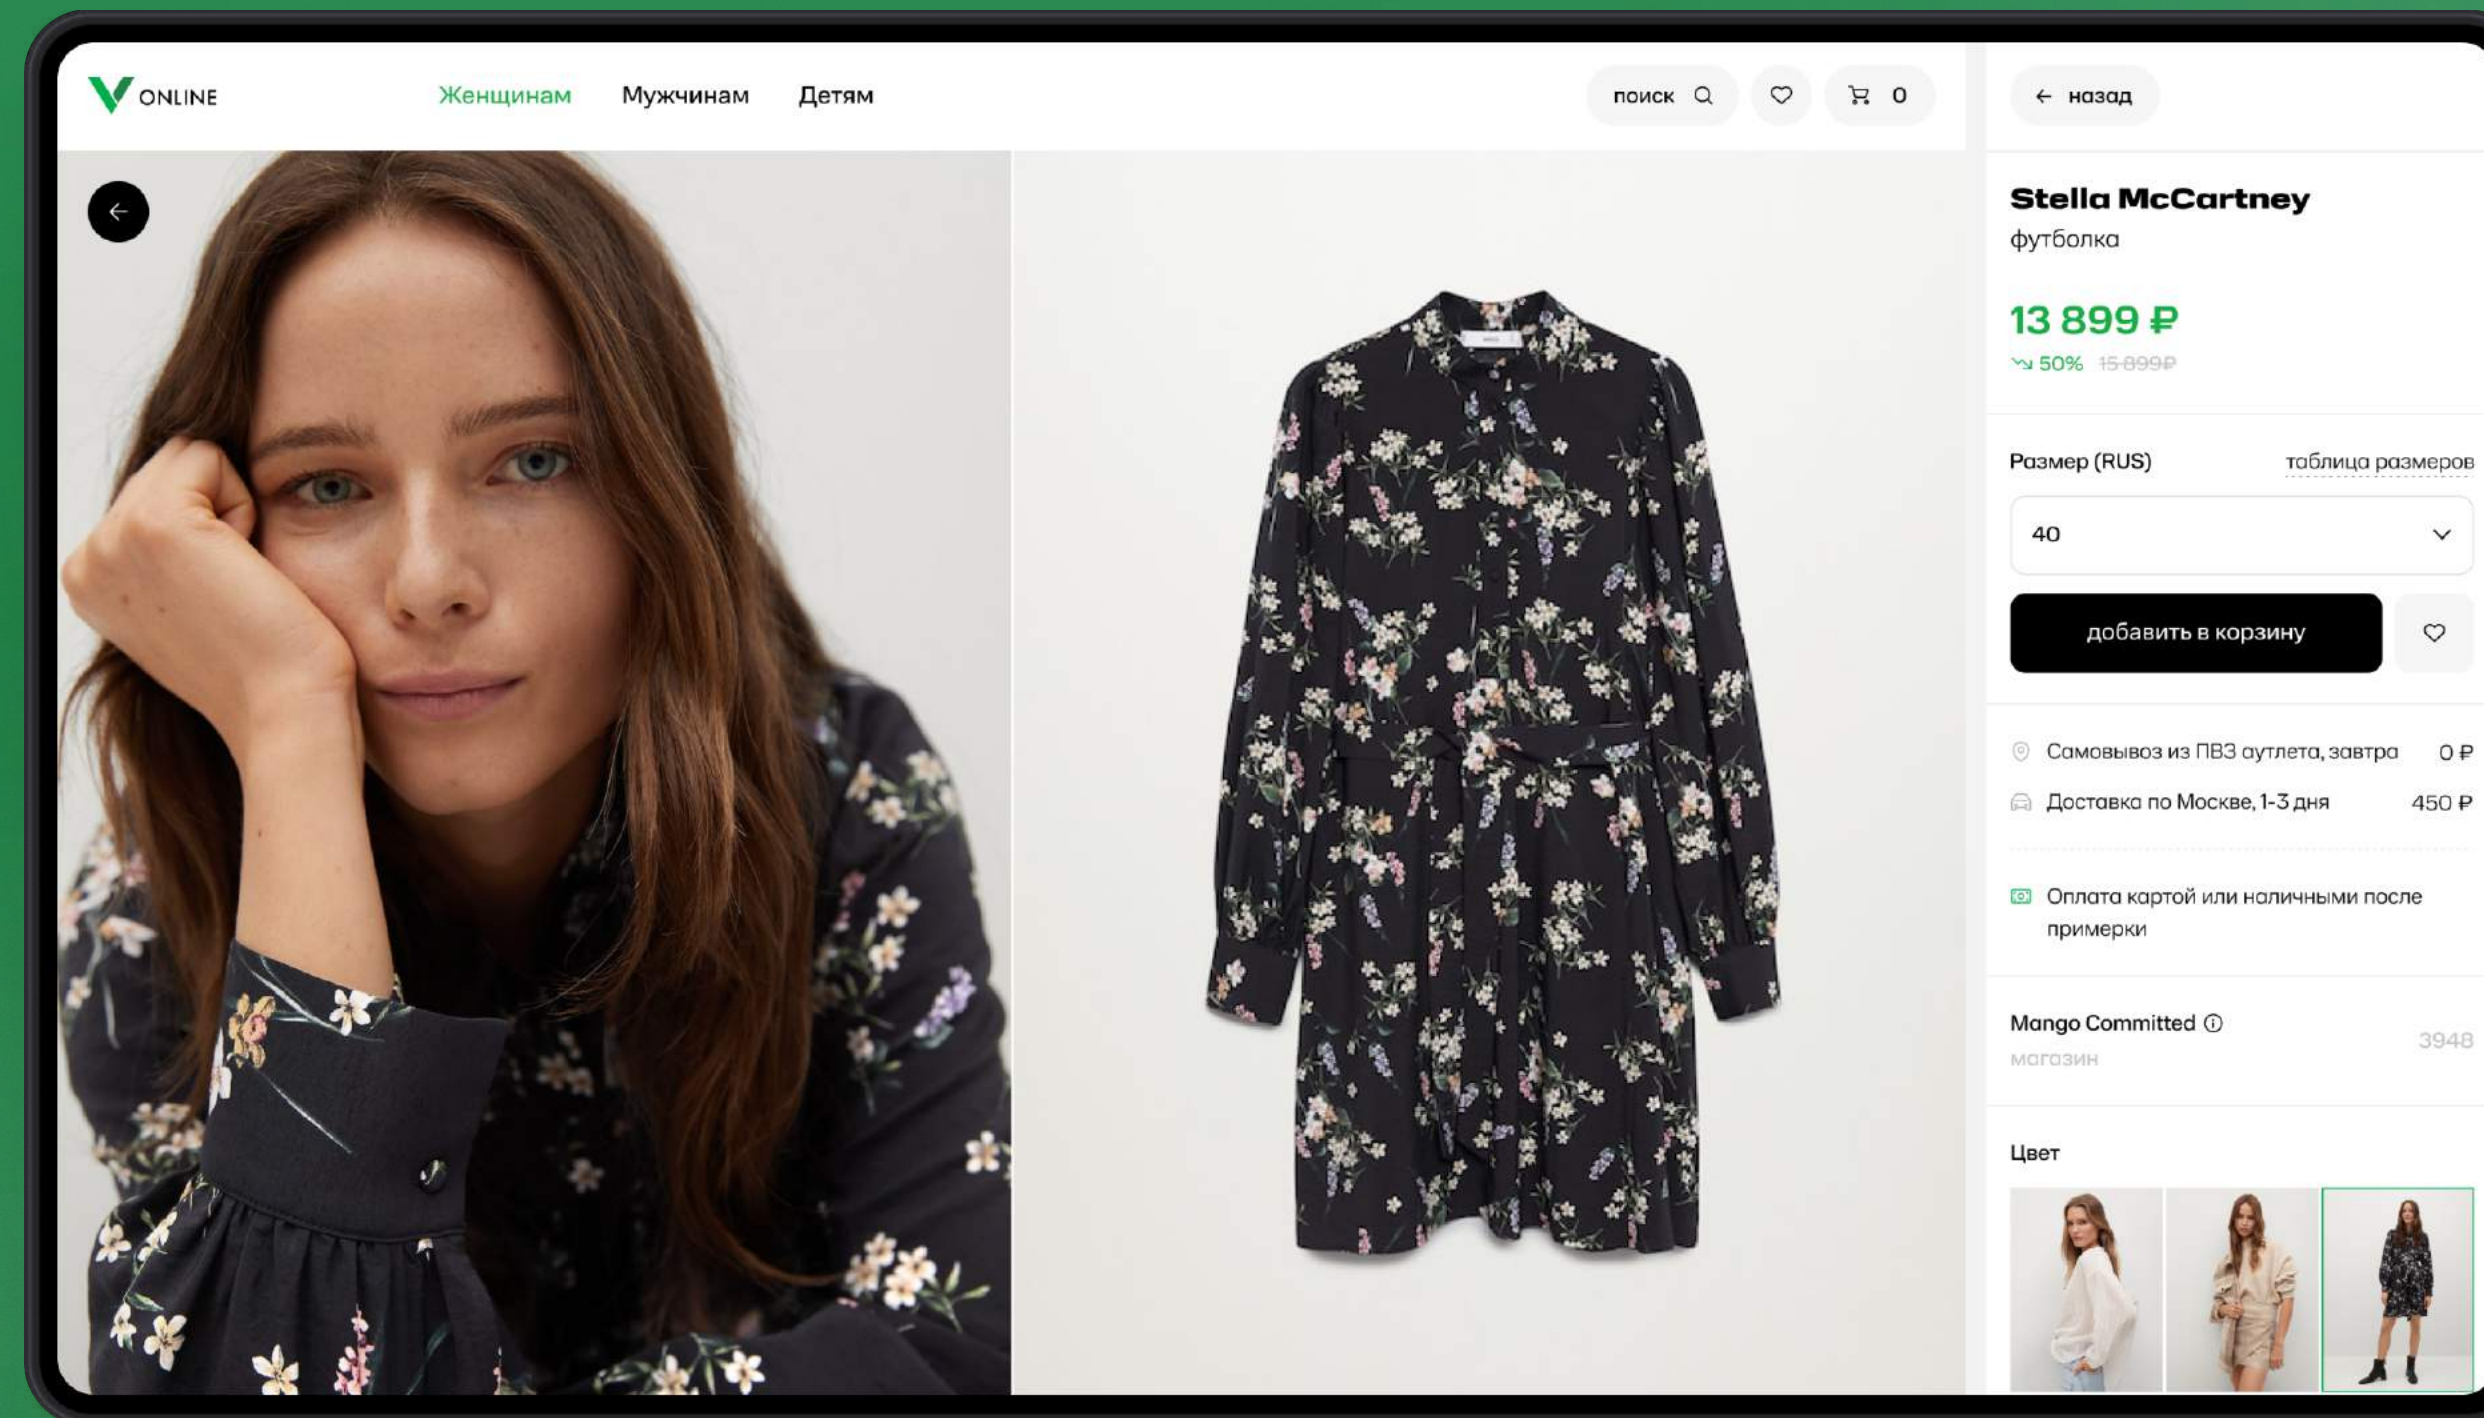 ONLINE
Женщинам
Мужчинам
Детям
поиск
0
← назад
Stella McCartney
футболка
13 899 ₽
50% 15 899₽
Размер (RUS)
таблица размеров
40
добавить в корзину
Самовывоз из ПВЗ аутлета, завтра 0 ₽
Доставка по Москве, 1-3 дня 450 ₽
Оплата картой или наличными после
примерки
Mango Committed
3948
магазин
Цвет